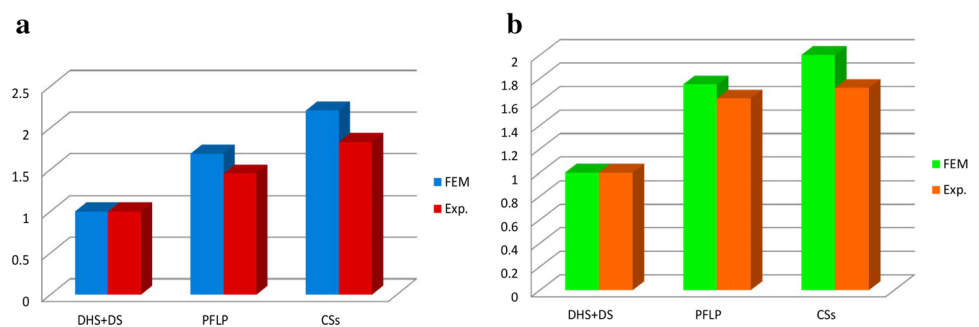 a
2.5
2
1.5
1
0.5
0
DHS+DS PFLP CSs
FEM
Exp.
b
2
1.8
1.6
1.4
1.2
1
0.8
0.6
0.4
0.2
0
DHS+DS PFLP CSs
FEM
Exp.